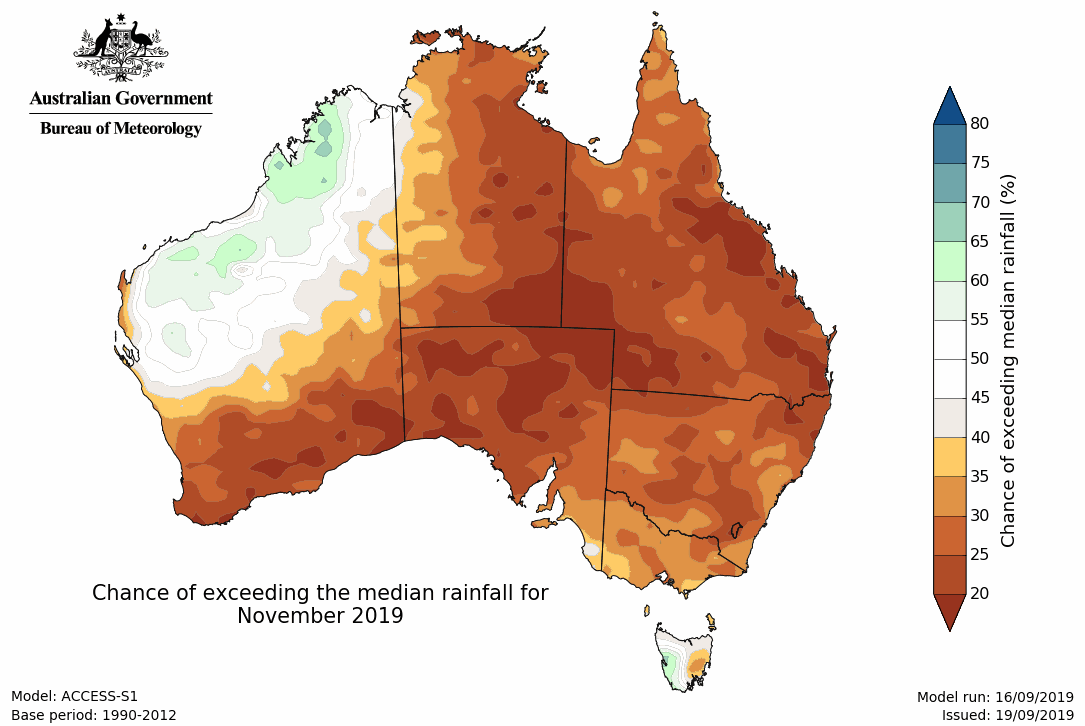 Australian Government
Bureau of Meteorology
80
75
70
65
60
55
50
45
40
35
30
25
20
Chance of exceeding median rainfall (%)
Chance of exceeding the median rainfall for
November 2019
Model: ACCESS-S1
Base period: 1990-2012
Model run: 16/09/2019
Issued: 19/09/2019